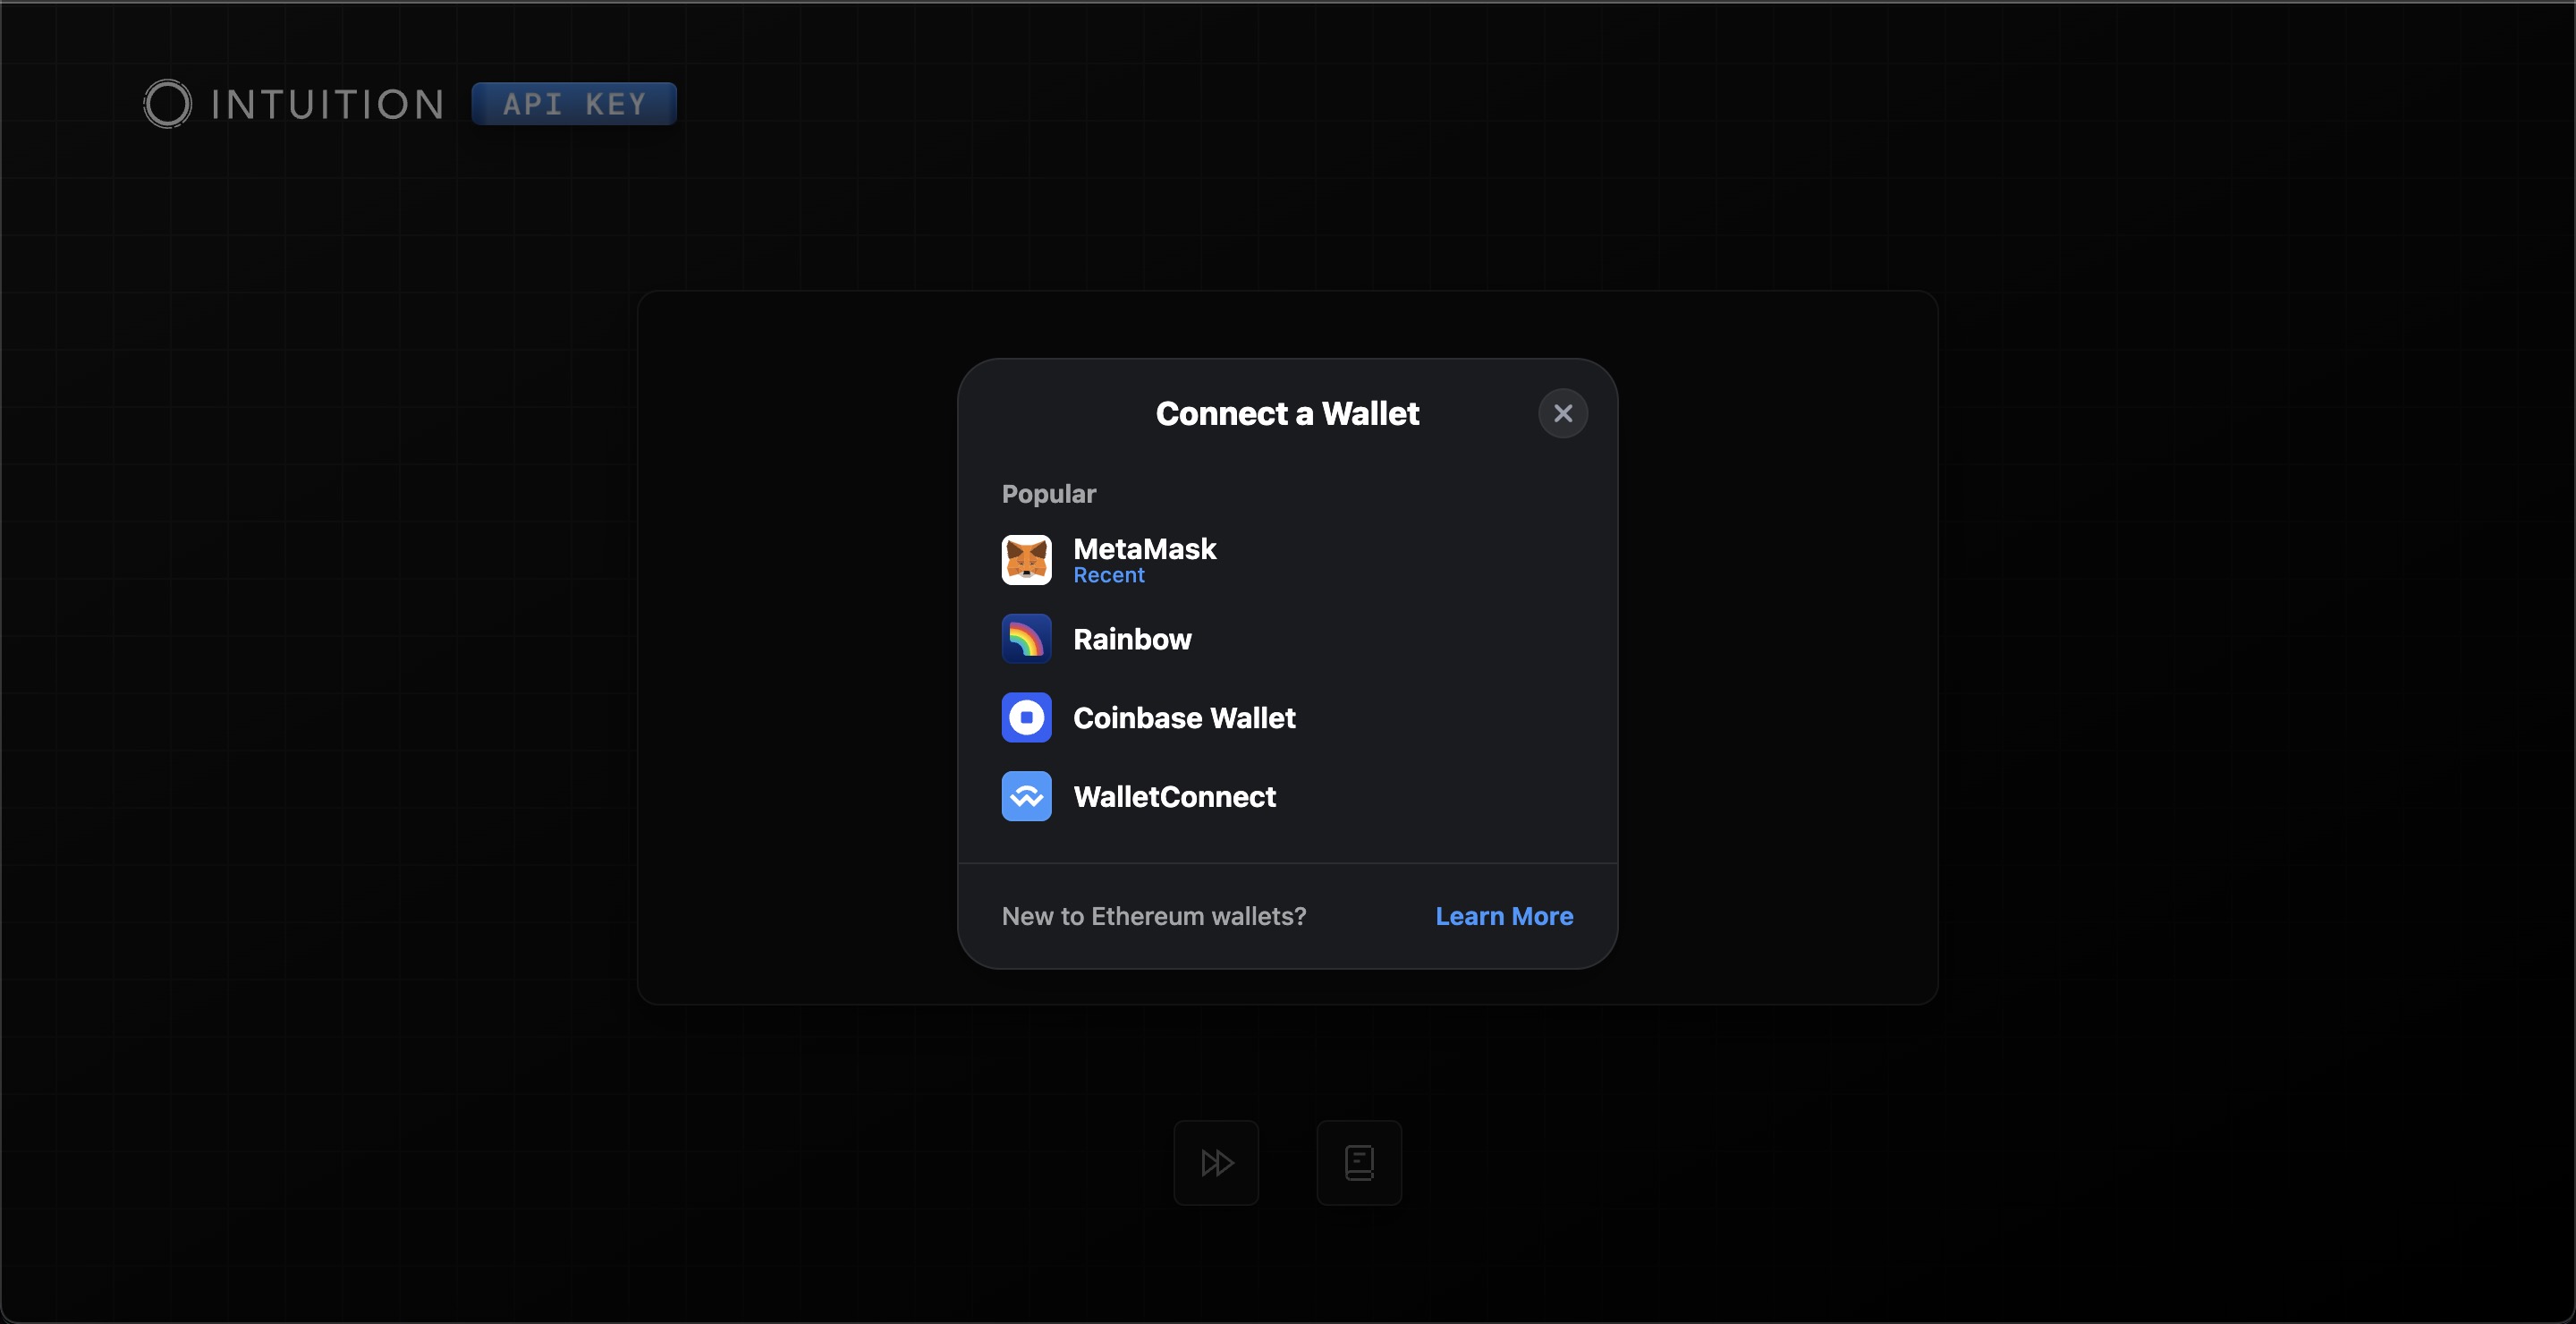 INTUITION
API KEY
Connect a Wallet
Popular
MetaMask
Recent
Rainbow
Coinbase Wallet
WalletConnect
New to Ethereum wallets?
Learn More